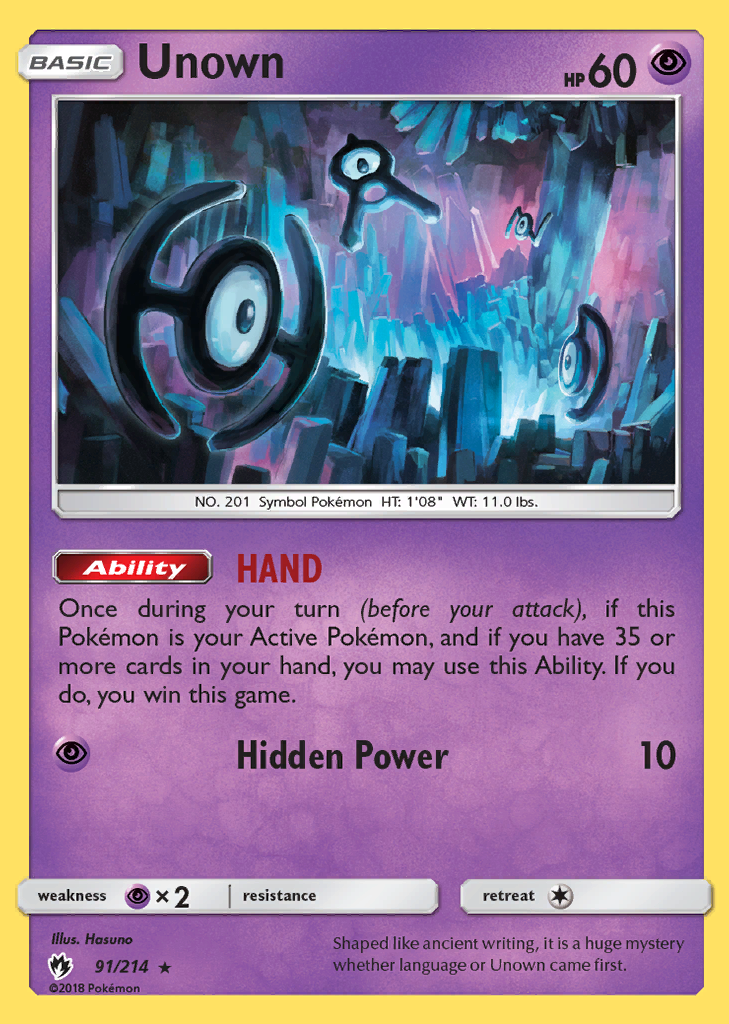 BASIC Unown HP 60
NO. 201 Symbol Pokémon HT: 1'08" WT: 11.0 lbs.
Ability HAND
Once during your turn (before your attack), if this
Pokémon is your Active Pokémon, and if you have 35 or
more cards in your hand, you may use this Ability. If you
do, you win this game.
Hidden Power 10
weakness ×2 resistance retreat
Illus. Hasuno
91/214 ★
©2018 Pokémon
Shaped like ancient writing, it is a huge mystery
whether language or Unown came first.